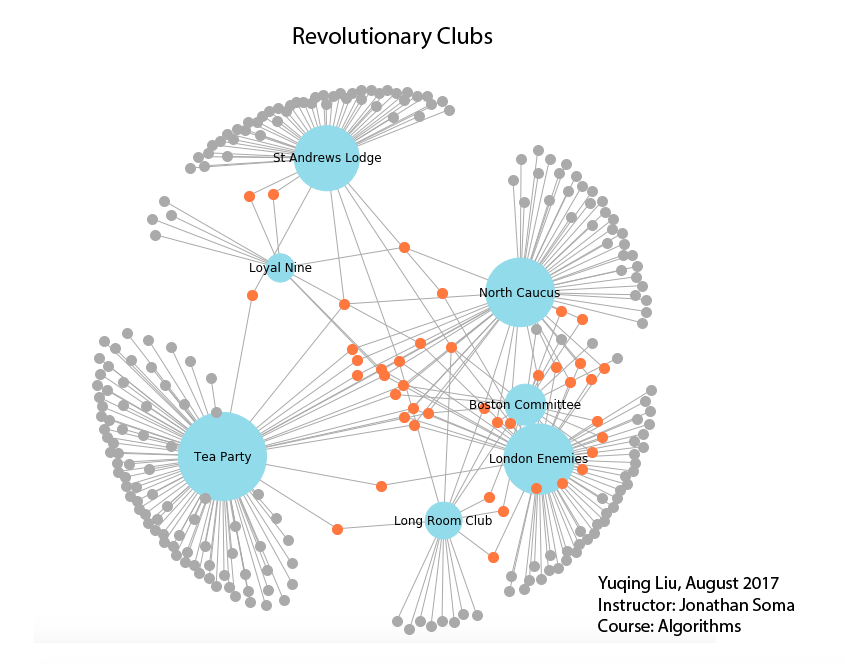 Revolutionary Clubs
St Andrews Lodge
Loyal Nine
North Caucus
Boston Committee
Tea Party
London Enemies
Long Room Club
Yuqing Liu, August 2017
Instructor: Jonathan Soma
Course: Algorithms